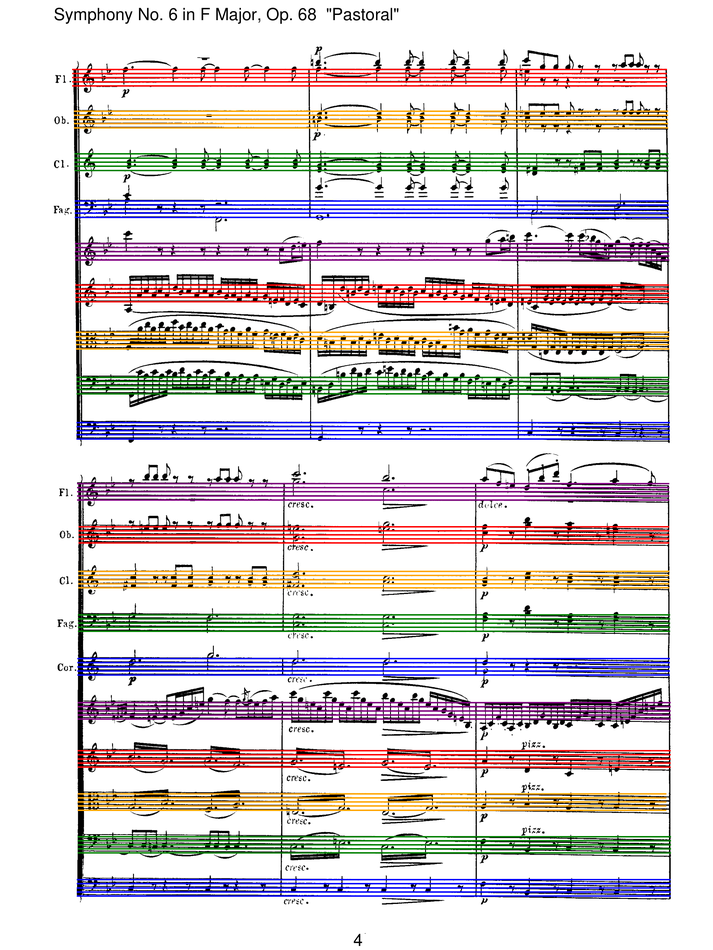 Symphony No. 6 in F Major, Op. 68 "Pastoral"
p
Fl.
p
Ob.
p
Cl.
p
Fag.
Fl.
cresc.
dolce.
Ob.
cresc.
p
Cl.
cresc.
p
Fag.
cresc.
p
Cor.
p
cresc.
p
cresc.
p
pizz.
cresc.
p
pizz.
cresc.
p
pizz.
cresc.
p
cresc.
p
4